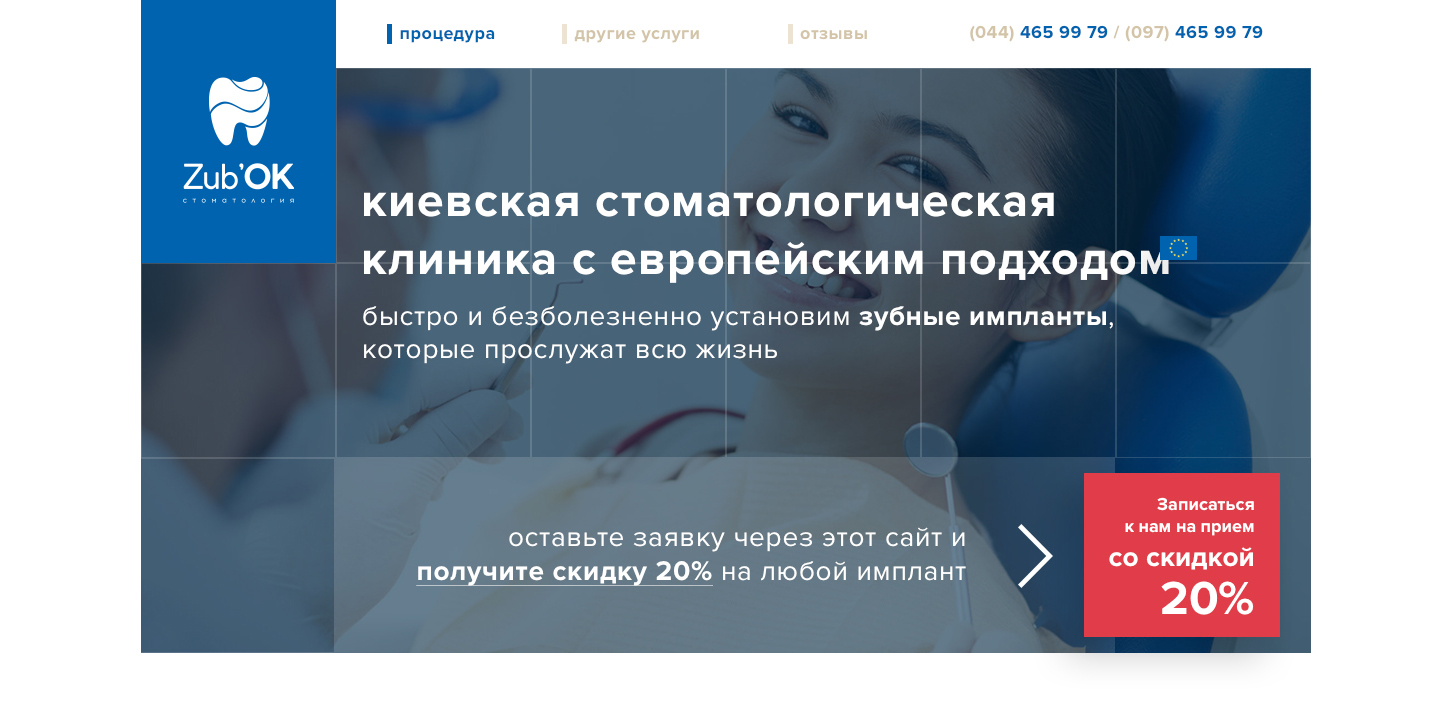 процедура
другие услуги
отзывы
(044) 465 99 79 / (097) 465 99 79
Zub'OK
СТОМАТОЛОГИЯ
киевская стоматологическая
клиника с европейским подходом
быстро и безболезненно установим зубные импланты,
которые прослужат всю жизнь
оставьте заявку через этот сайт и
получите скидку 20% на любой имплант
Записаться
к нам на прием
со скидкой
20%